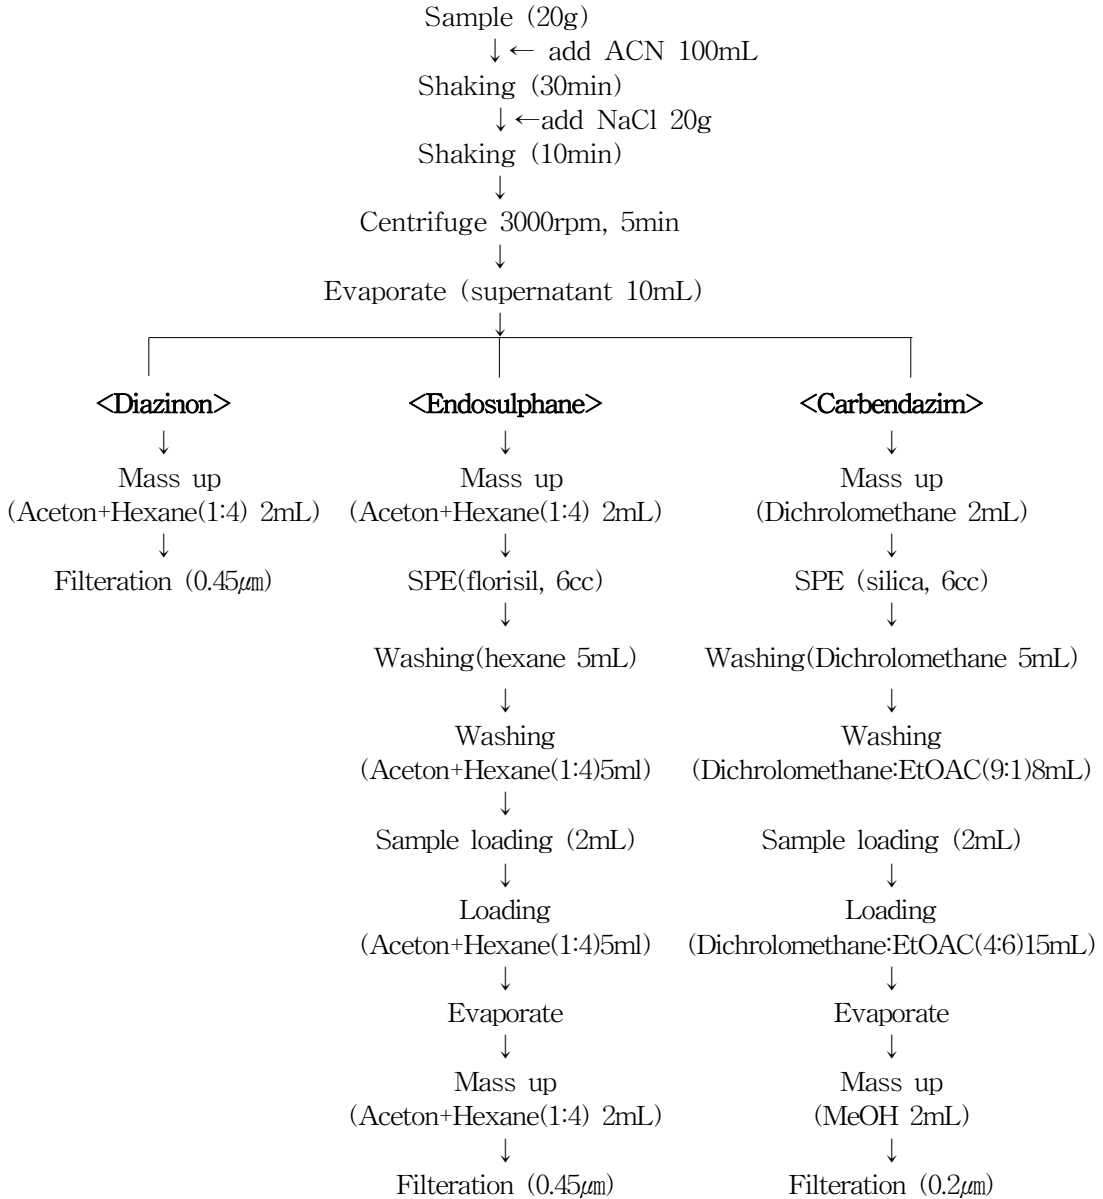 Sample (20g)
↓ ← add ACN 100mL
Shaking (30min)
↓ ←add NaCl 20g
Shaking (10min)
↓
Centrifuge 3000rpm, 5min
↓
Evaporate (supernatant 10mL)
↓
<Diazinon>
↓
Mass up
(Aceton+Hexane(1:4) 2mL)
↓
Filteration (0.45㎛)
<Endosulphane>
↓
Mass up
(Aceton+Hexane(1:4) 2mL)
↓
SPE(florisil, 6cc)
↓
Washing(hexane 5mL)
↓
Washing
(Aceton+Hexane(1:4)5ml)
↓
Sample loading (2mL)
↓
Loading
(Aceton+Hexane(1:4)5ml)
↓
Evaporate
↓
Mass up
(Aceton+Hexane(1:4) 2mL)
↓
Filteration (0.45㎛)
<Carbendazim>
↓
Mass up
(Dichrolomethane 2mL)
↓
SPE (silica, 6cc)
↓
Washing(Dichrolomethane 5mL)
↓
Washing
(Dichrolomethane:EtOAC(9:1)8mL)
↓
Sample loading (2mL)
↓
Loading
(Dichrolomethane:EtOAC(4:6)15mL)
↓
Evaporate
↓
Mass up
(MeOH 2mL)
↓
Filteration (0.2㎛)